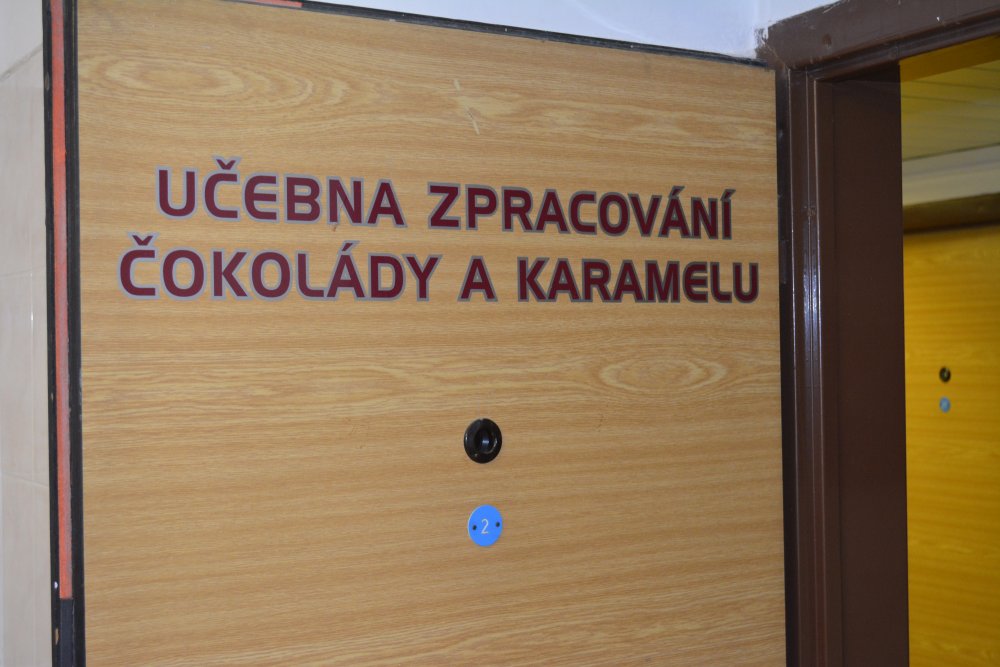 UČEBNA ZPRACOVÁNÍ
ČOKOLÁDY A KARAMELU
2